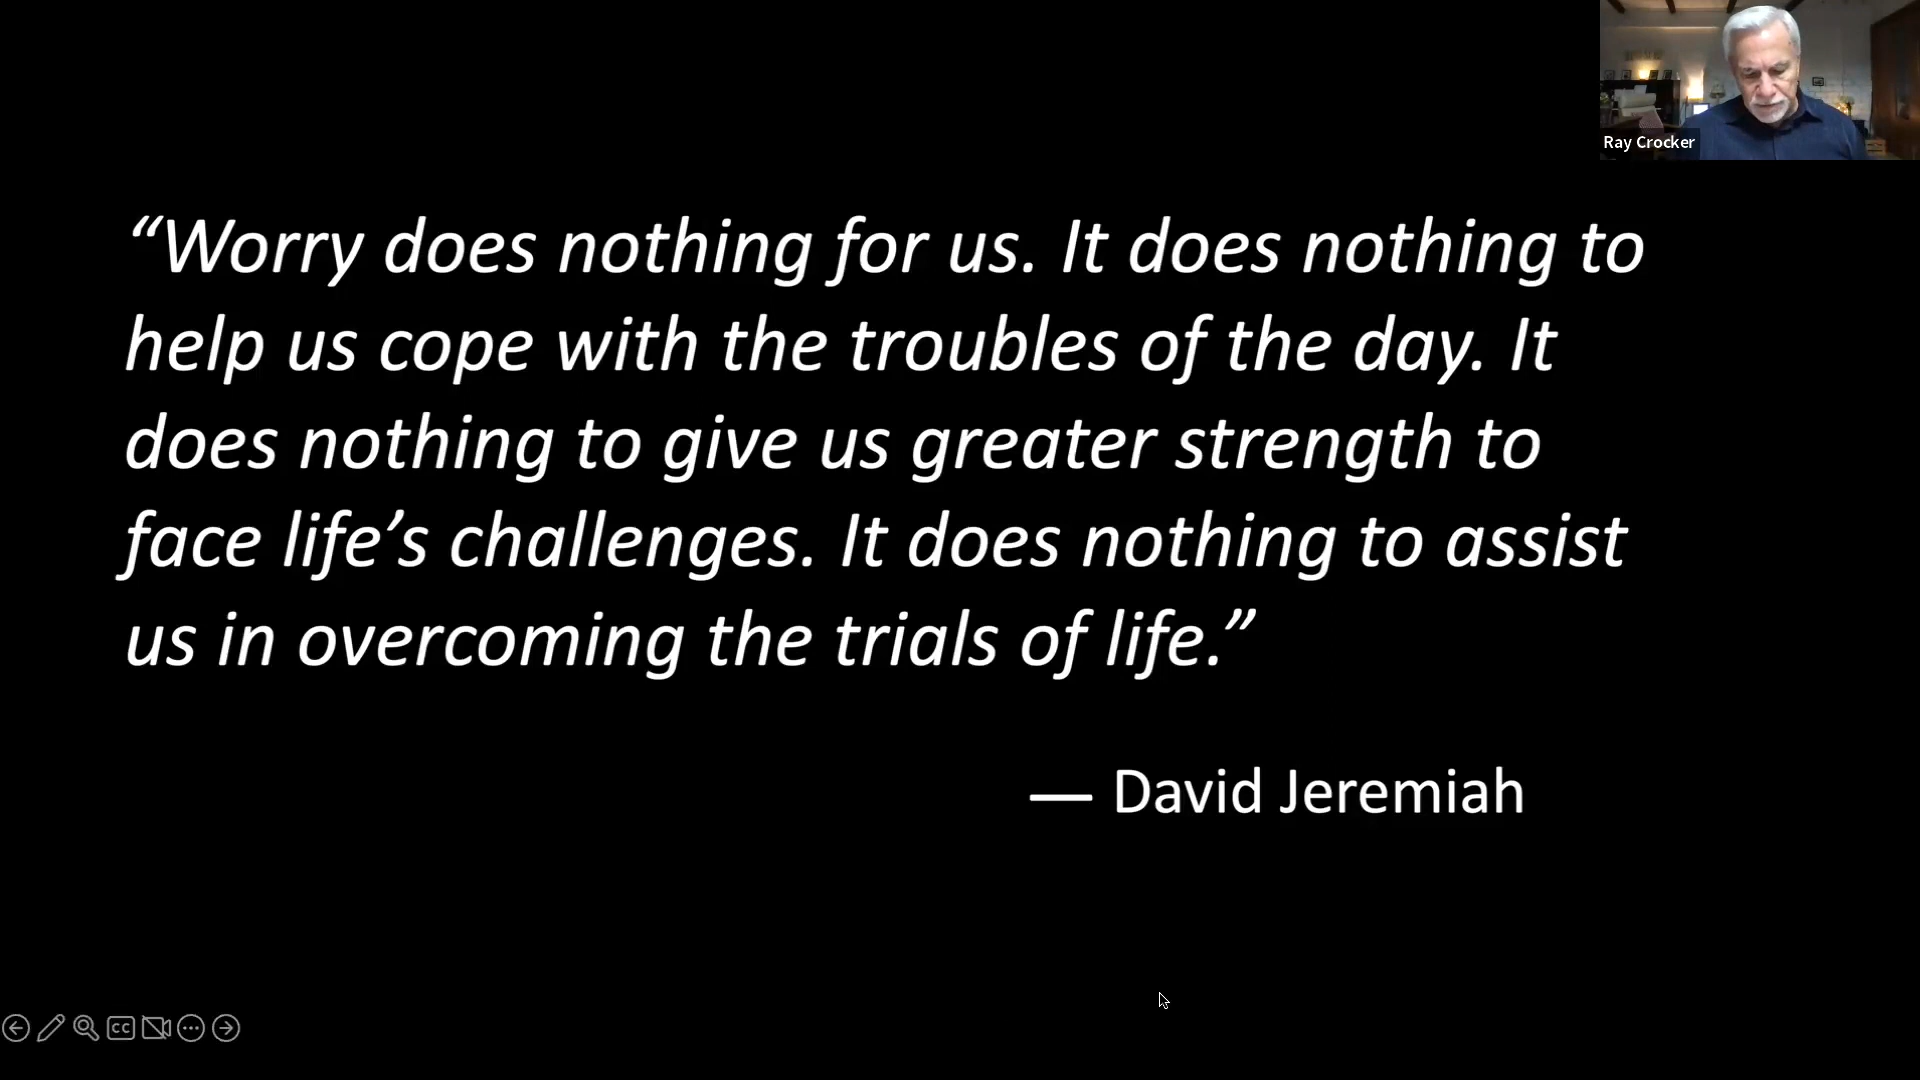 Ray Crocker
“Worry does nothing for us. It does nothing to
help us cope with the troubles of the day. It
does nothing to give us greater strength to
face life’s challenges. It does nothing to assist
us in overcoming the trials of life.”
— David Jeremiah
CC